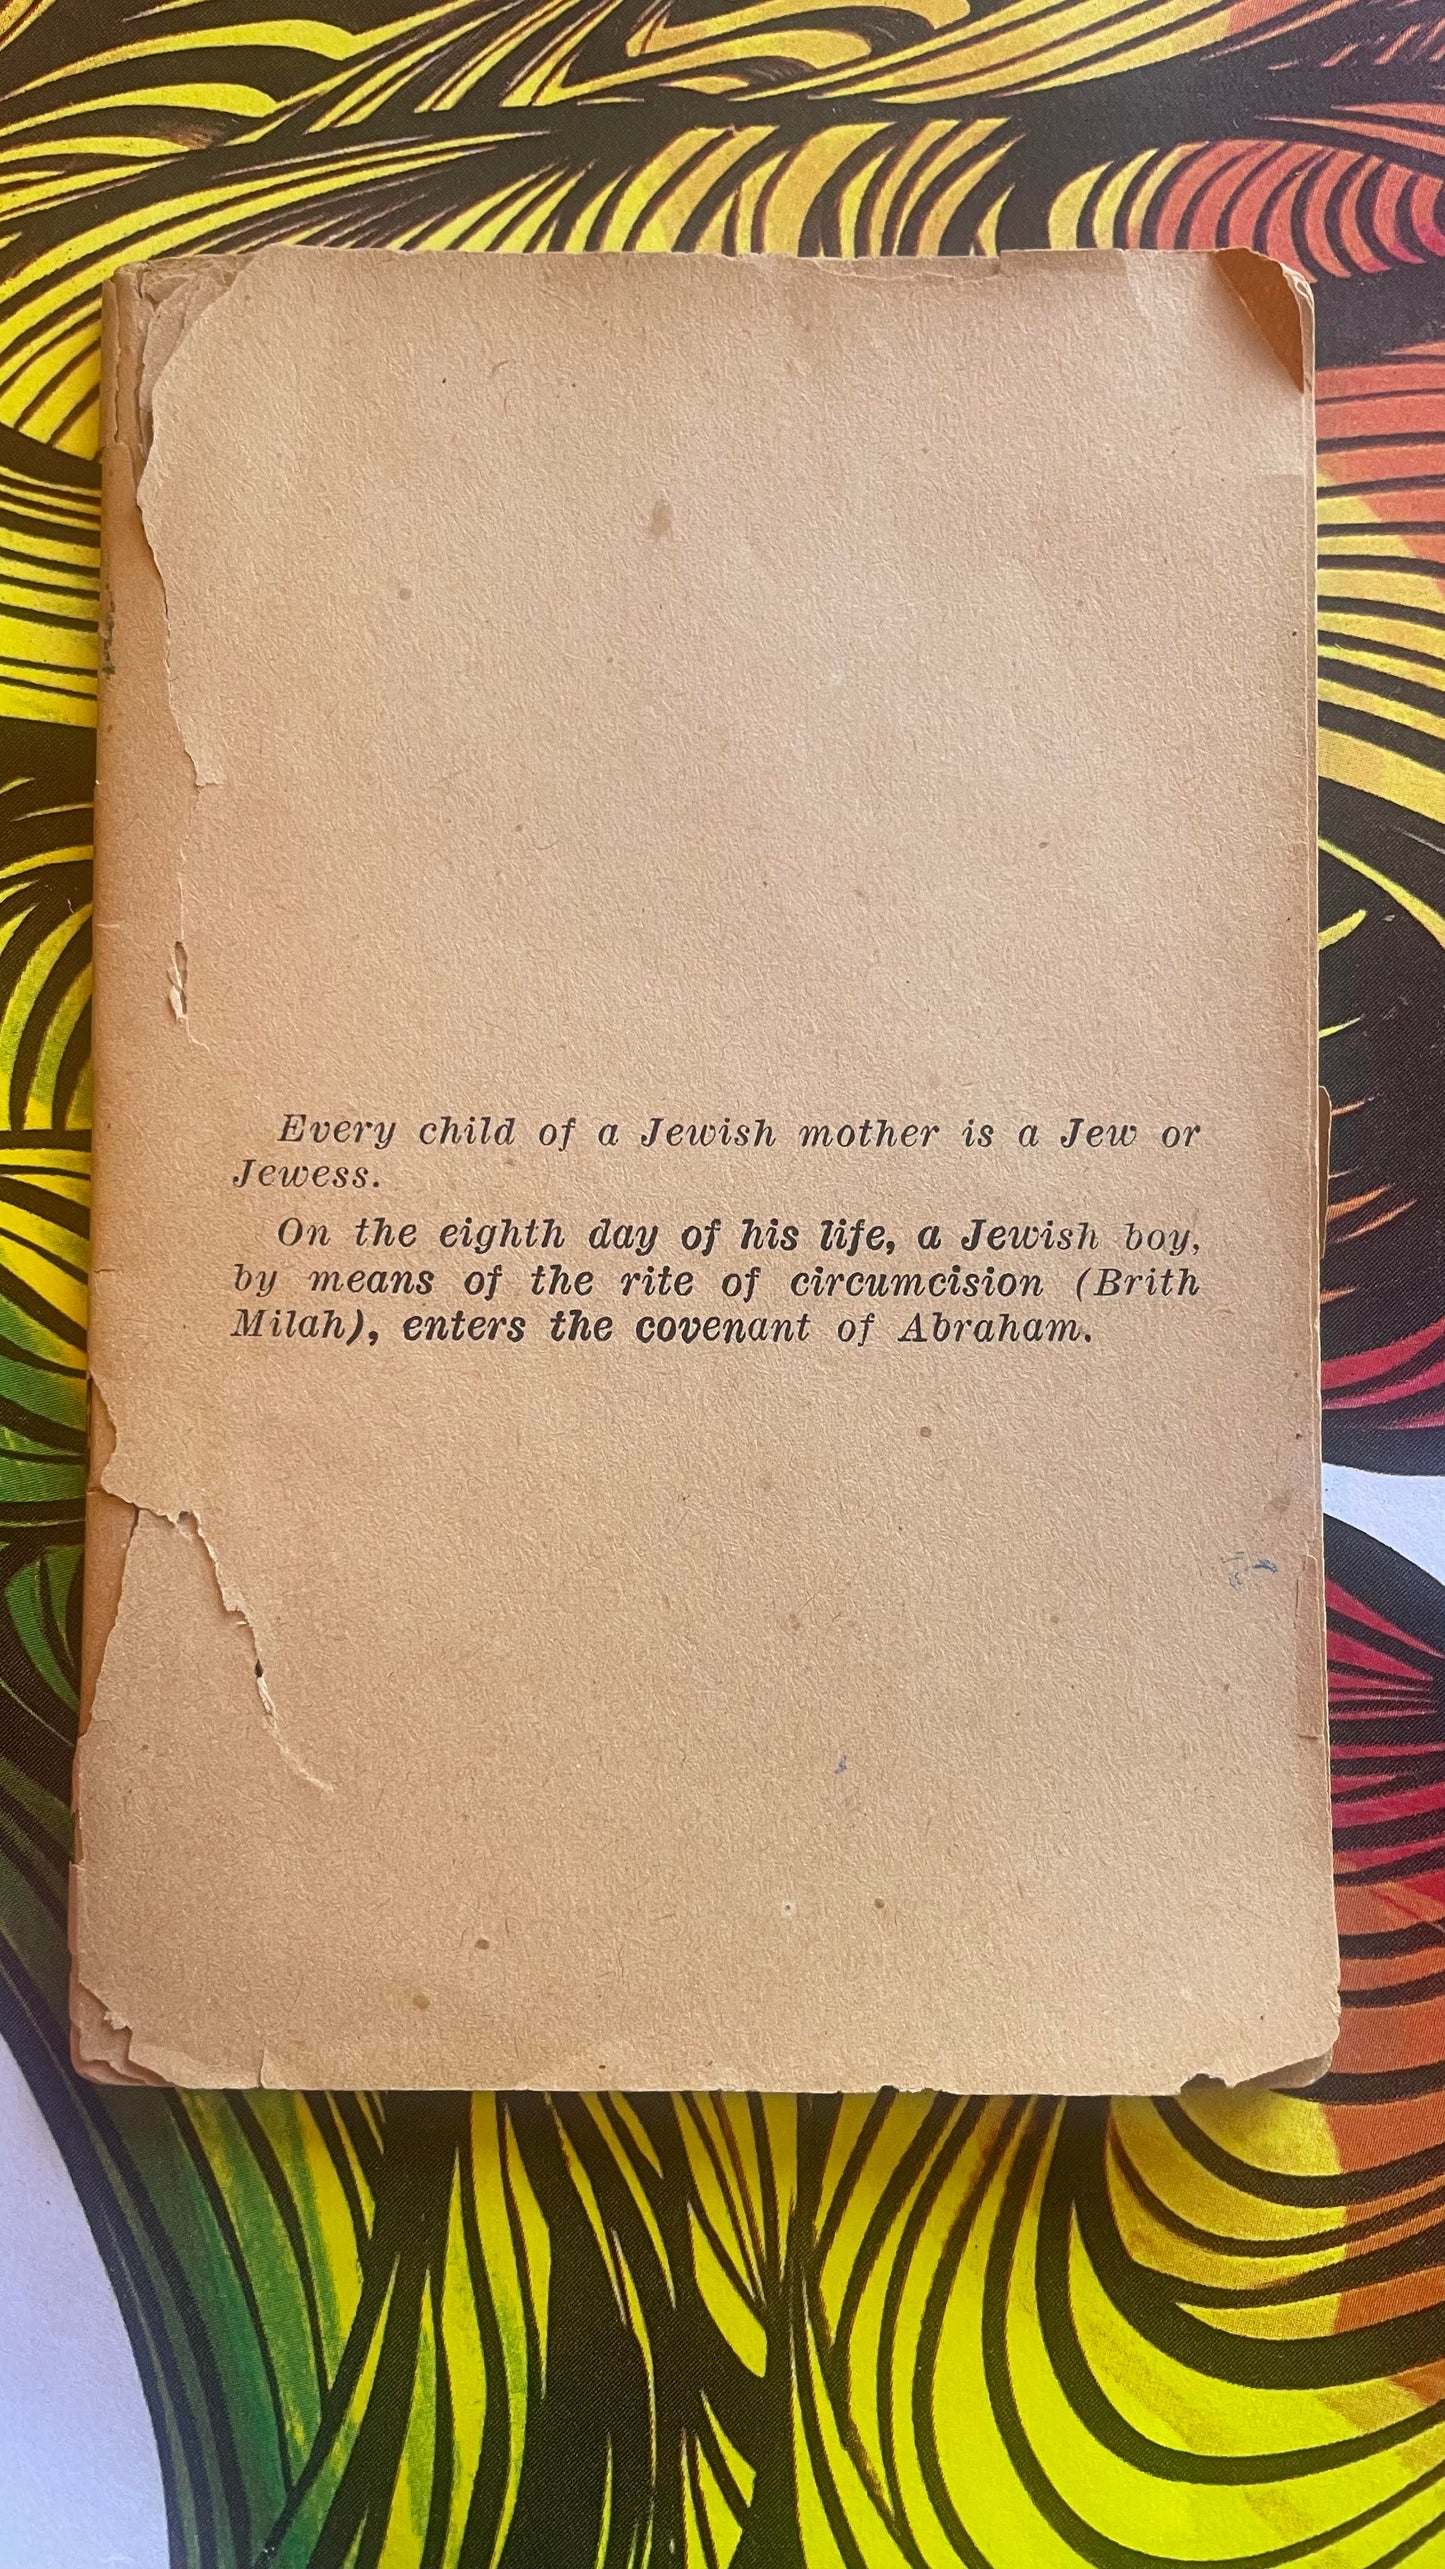 Every child of a Jewish mother is a Jew or
Jewess.
On the eighth day of his life, a Jewish boy,
by means of the rite of circumcision (Brith
Milah), enters the covenant of Abraham.